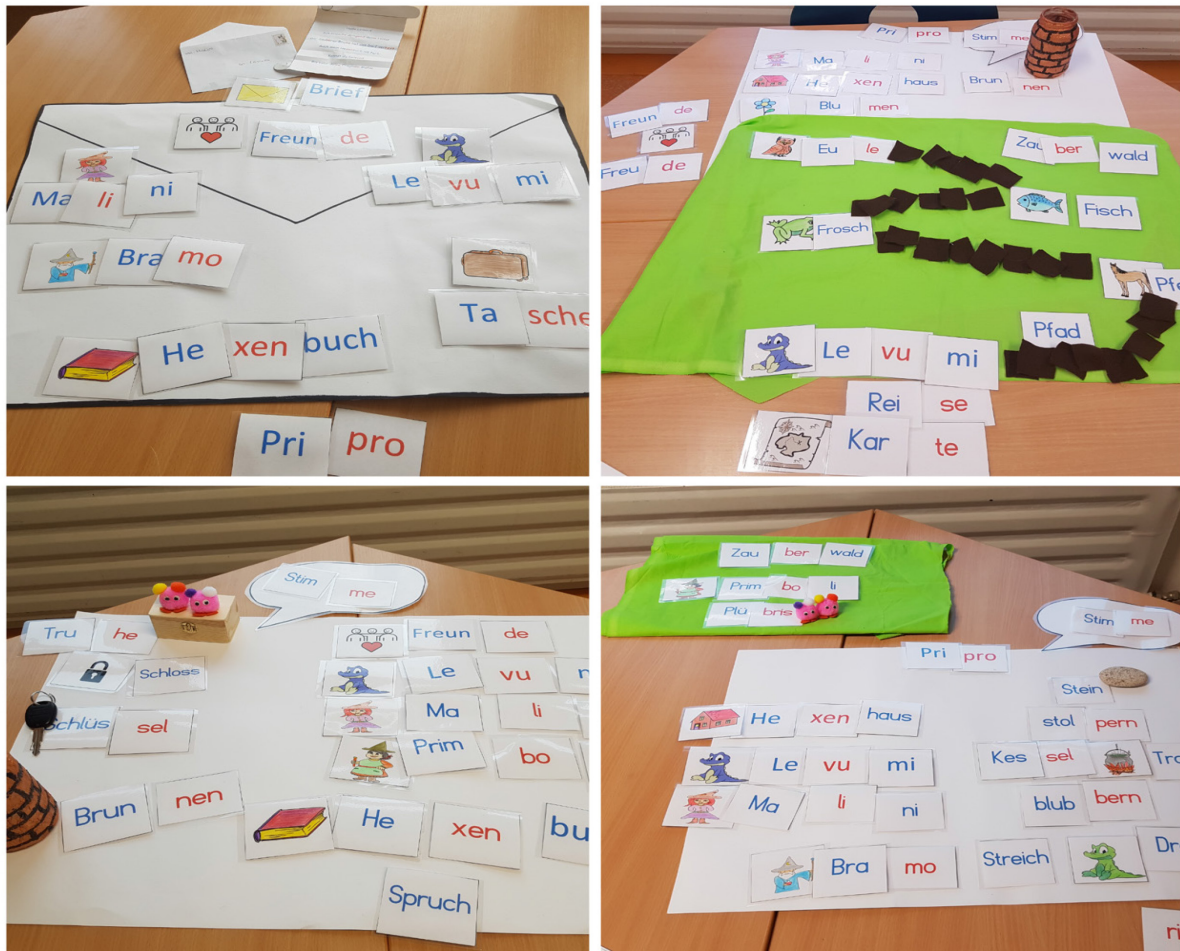 Brief
Freun de
Ma li ni
Le vu mi
Bra mo
Ta sche
He xen buch
Pri pro
Pri pro
Stim me
Ma li ni
He xen haus
Brun nen
Blu men
Freun de
Freu de
Eu le
Zau ber wald
Fisch
Frosch
Pfe
Pfad
Le vu mi
Rei se
Kar te
Stim me
Tru he
Freun de
Schloss
Le vu
Schlüs sel
Ma li
Prim bo
Brun nen
He xen bu
Spruch
Zau ber wald
Prim bo li
Plü bris
Stim me
Pri pro
Stein
He xen haus
stol pern
Le vu mi
Kes sel
Tro
Ma li ni
blub bern
Bra mo
Streich
Dr
ri